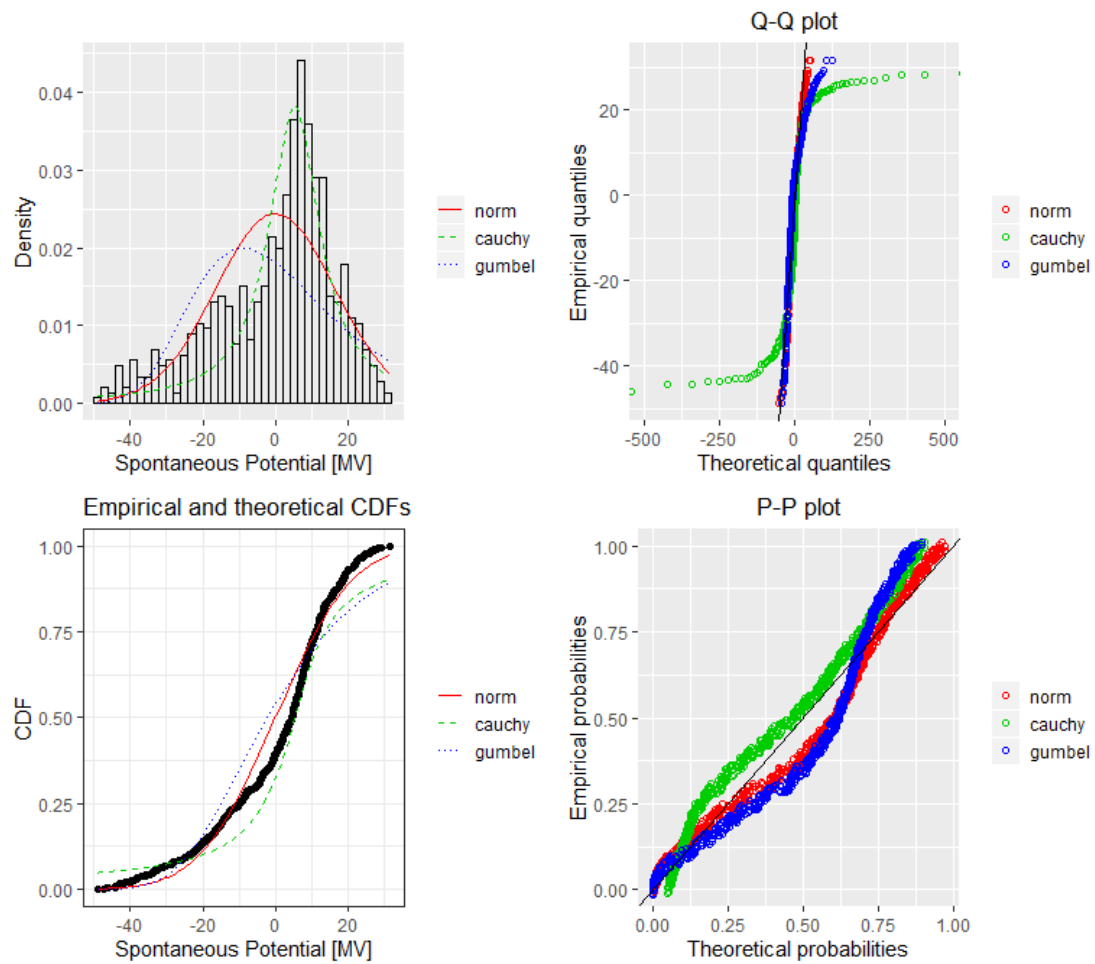 0.04
0.03
0.02
0.01
0.00
Density
-40
-20
0
20
Spontaneous Potential [MV]
norm
cauchy
gumbel
Q-Q plot
20
0
-20
-40
Empirical quantiles
-500
-250
0
250
500
Theoretical quantiles
norm
cauchy
gumbel
Empirical and theoretical CDFs
1.00
0.75
0.50
0.25
0.00
CDF
-40
-20
0
20
Spontaneous Potential [MV]
norm
cauchy
gumbel
P-P plot
1.00
0.75
0.50
0.25
0.00
Empirical probabilities
0.00
0.25
0.50
0.75
1.00
Theoretical probabilities
norm
cauchy
gumbel